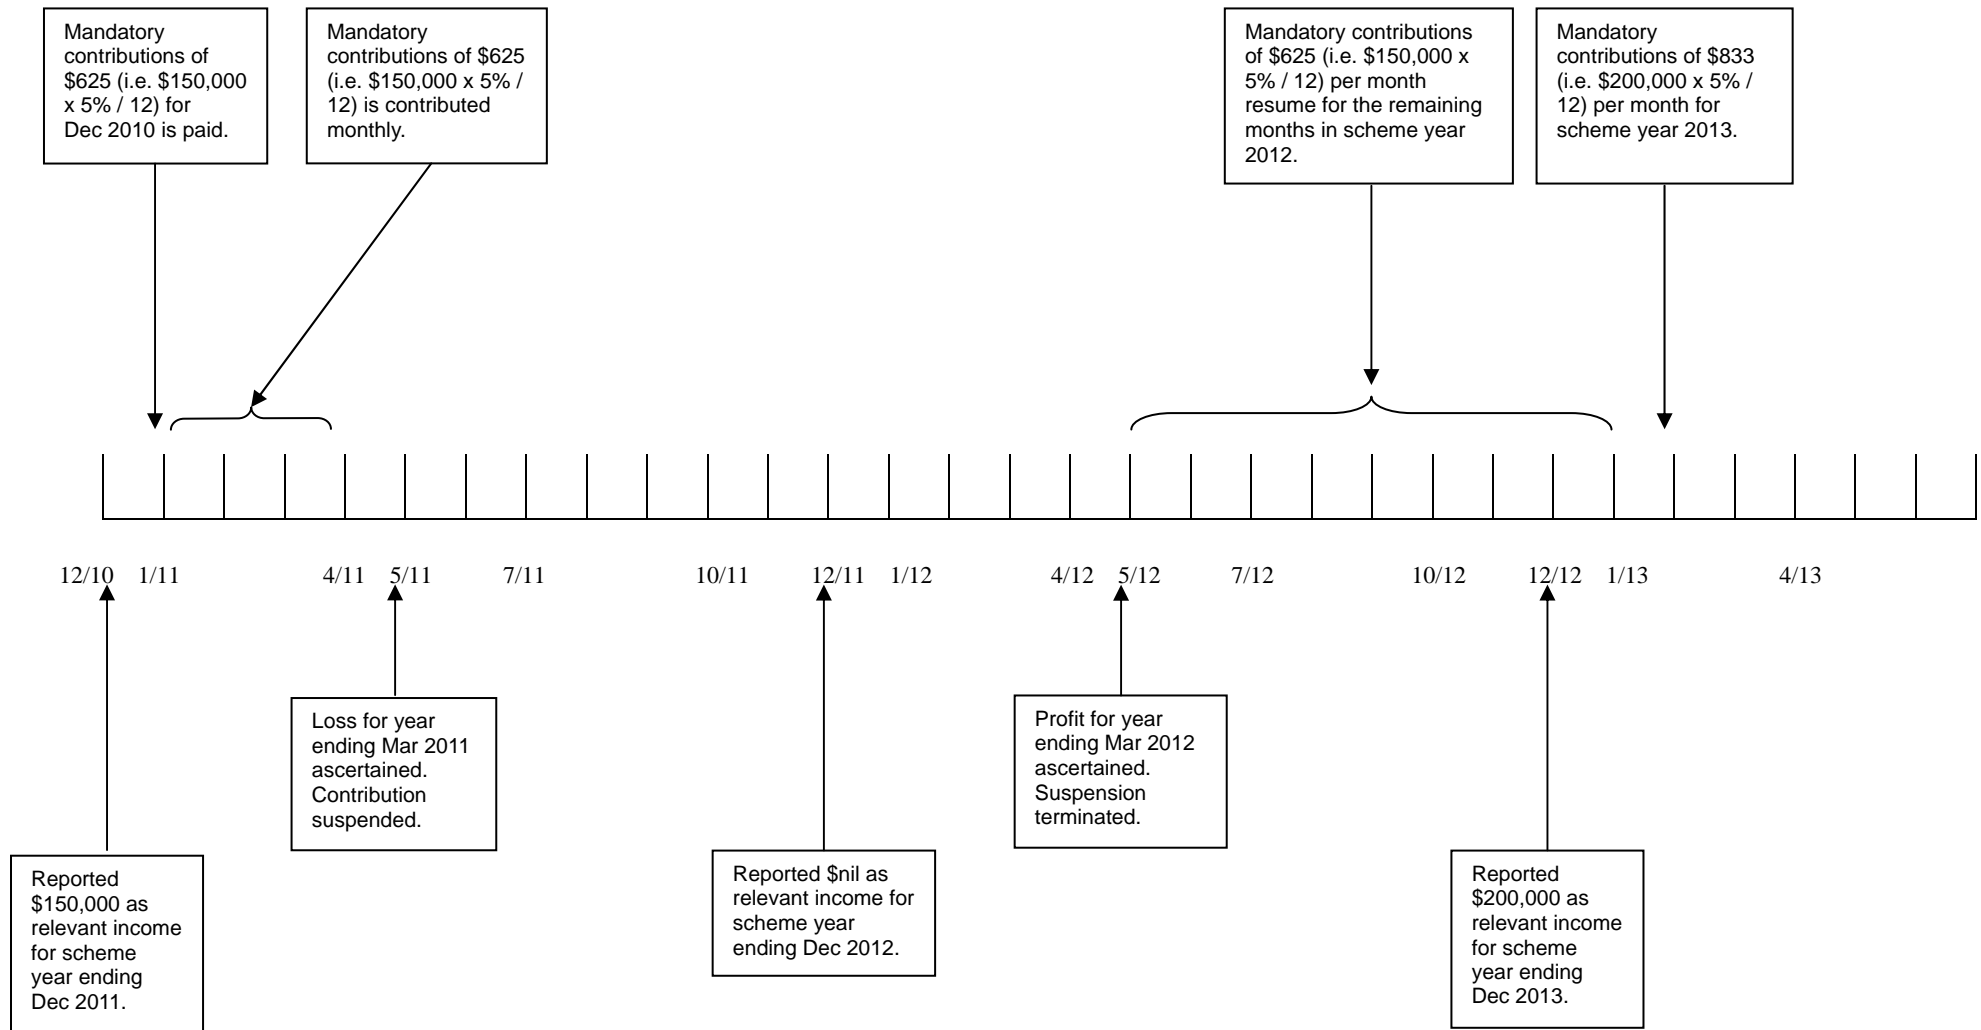 Mandatory
contributions of
$625 (i.e. $150,000
x 5% / 12) for
Dec 2010 is paid.
Mandatory
contributions of $625
(i.e. $150,000 x 5% /
12) is contributed
monthly.
Mandatory contributions
of $625 (i.e. $150,000 x
5% / 12) per month
resume for the remaining
months in scheme year
2012.
Mandatory
contributions of $833
(i.e. $200,000 x 5% /
12) per month for
scheme year 2013.
12/10 1/11 4/11 5/11 7/11 10/11 12/11 1/12 4/12 5/12 7/12 10/12 12/12 1/13 4/13
Loss for year
ending Mar 2011
ascertained.
Contribution
suspended.
Profit for year
ending Mar 2012
ascertained.
Suspension
terminated.
Reported
$150,000 as
relevant income
for scheme
year ending
Dec 2011.
Reported $nil as
relevant income for
scheme year
ending Dec 2012.
Reported
$200,000 as
relevant income
for scheme
year ending
Dec 2013.